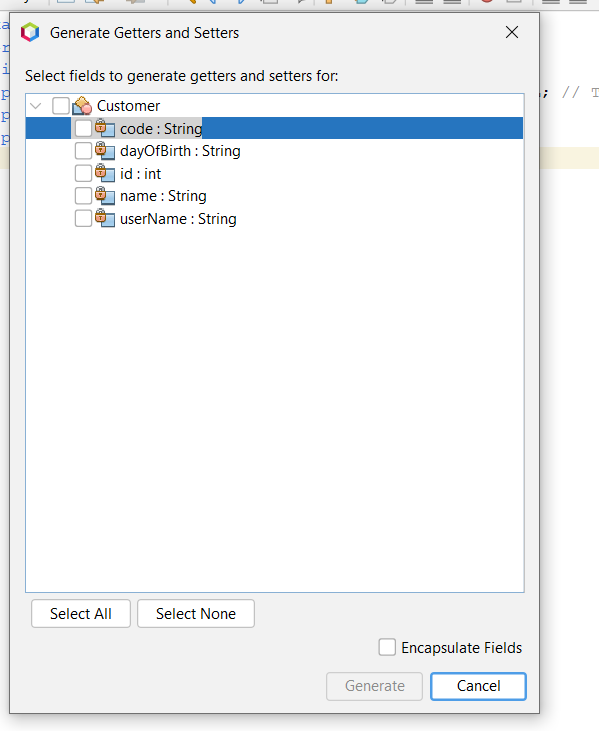 Generate Getters and Setters
Select fields to generate getters and setters for:
; // T
Customer
code : String
dayOfBirth : String
id : int
name : String
userName : String
Select All
Select None
Encapsulate Fields
Generate
Cancel